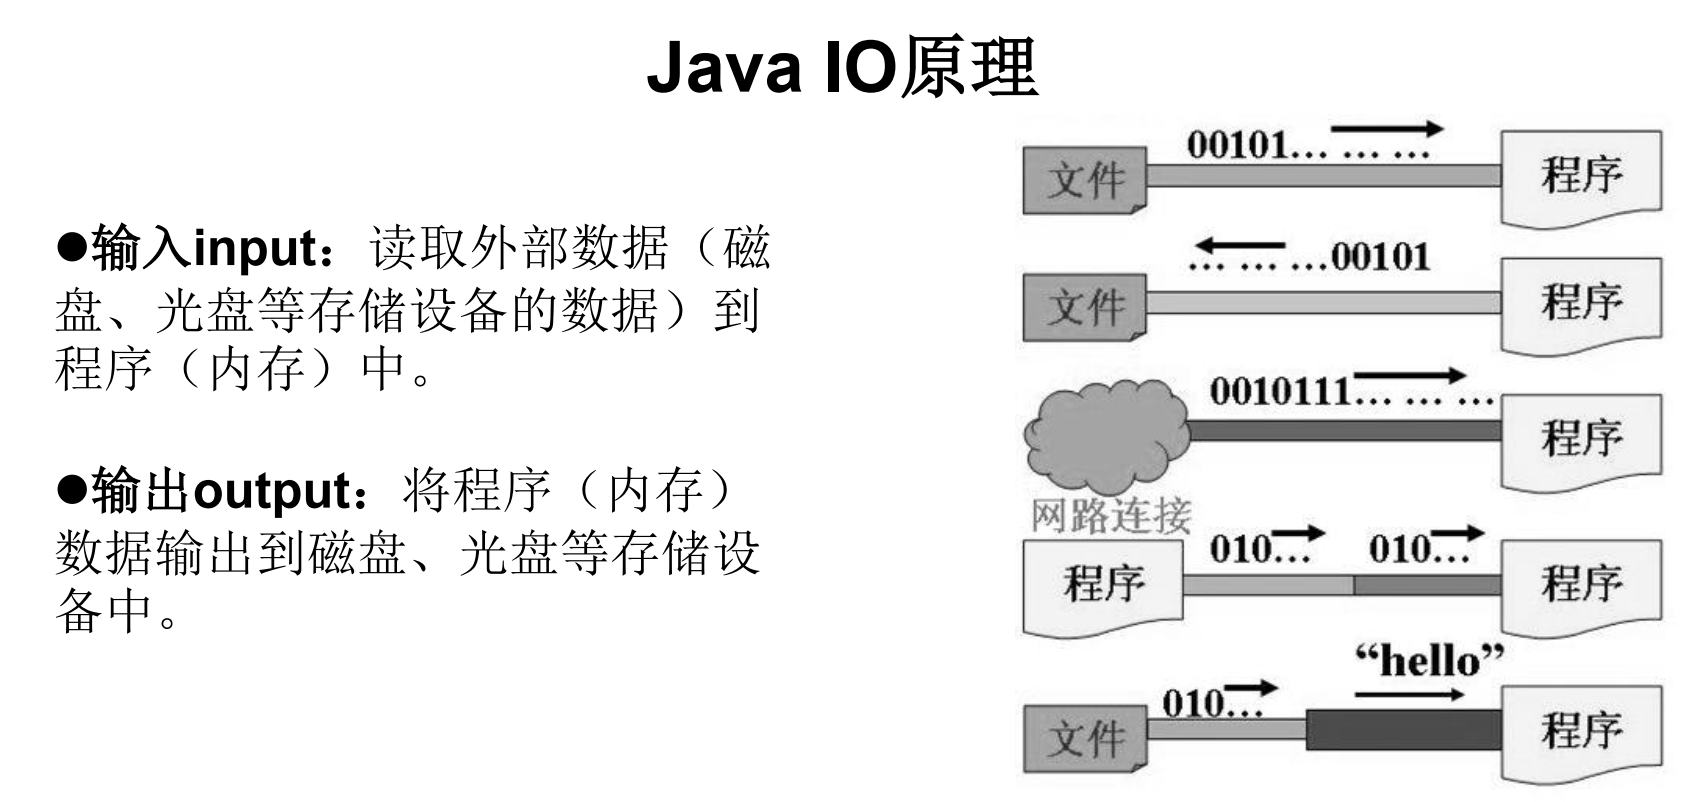 Java IO原理
●输入input：读取外部数据（磁
盘、光盘等存储设备的数据）到
程序（内存）中。
●输出output：将程序（内存）
数据输出到磁盘、光盘等存储设
备中。
00101… … …
文件
程序
… … …00101
文件
程序
0010111… … …
程序
网路连接
010…
010…
程序
程序
“hello”
010…
文件
程序